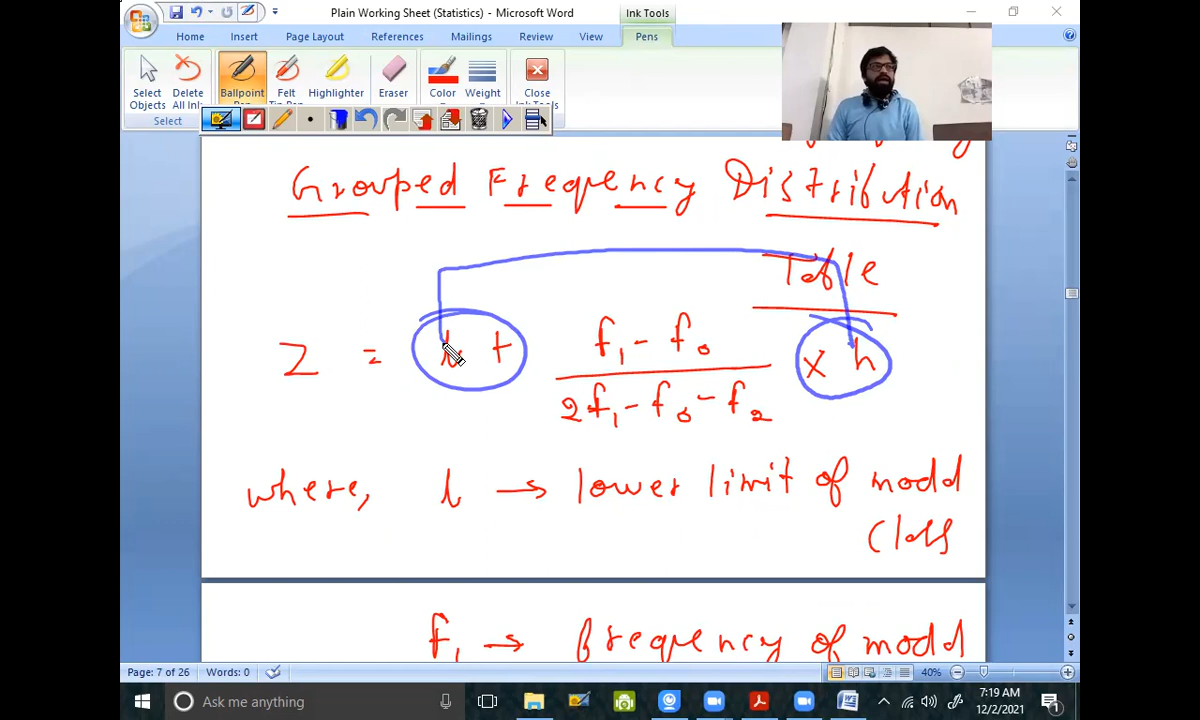 Plain Working Sheet (Statistics) - Microsoft Word
Ink Tools
Home Insert Page Layout References Mailings Review View Pens
Select Objects
Delete All Ink
Ballpoint Pen
Felt Tip Pen
Highlighter
Eraser
Color
Weight
Close Ink Tools
Select
Grouped Frequency Distribution
Table
Z = l + f₁ - f₀ / 2f₁ - f₀ - f₂ x h
where, l → lower limit of modal
class
f₁ → frequency of modal
Page: 7 of 26 Words: 0 40%
Ask me anything
7:19 AM
12/2/2021
1